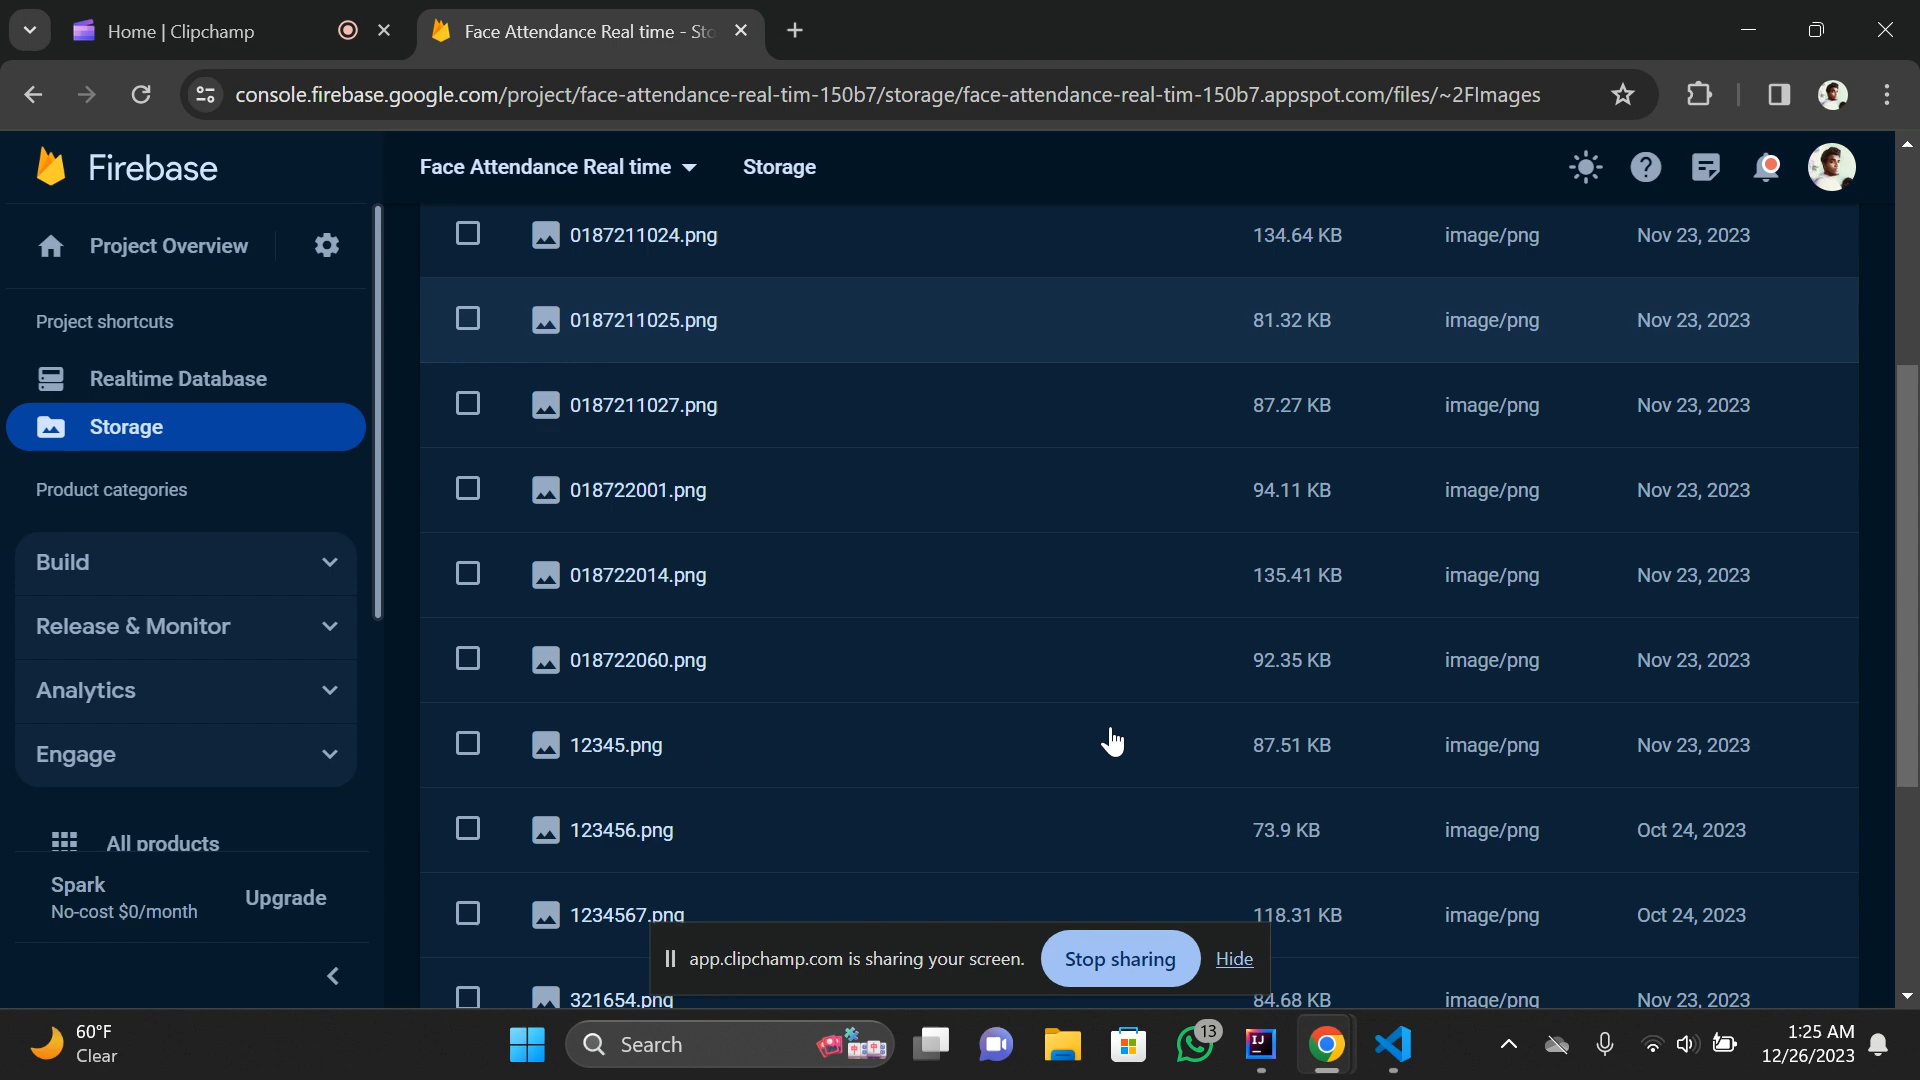 Home | Clipchamp
Face Attendance Real time - Sto
console.firebase.google.com/project/face-attendance-real-tim-150b7/storage/face-attendance-real-tim-150b7.appspot.com/files/~2FImages
Firebase
Face Attendance Real time
Storage
Project Overview
Project shortcuts
Realtime Database
Storage
Product categories
Build
Release & Monitor
Analytics
Engage
All products
Spark
No-cost $0/month
Upgrade
0187211024.png 134.64 KB image/png Nov 23, 2023
0187211025.png 81.32 KB image/png Nov 23, 2023
0187211027.png 87.27 KB image/png Nov 23, 2023
018722001.png 94.11 KB image/png Nov 23, 2023
018722014.png 135.41 KB image/png Nov 23, 2023
018722060.png 92.35 KB image/png Nov 23, 2023
12345.png 87.51 KB image/png Nov 23, 2023
123456.png 73.9 KB image/png Oct 24, 2023
1234567.png 118.31 KB image/png Oct 24, 2023
321654.png 84.68 KB image/png Nov 23, 2023
app.clipchamp.com is sharing your screen. Stop sharing Hide
60°F
Clear
Search
13
IJ
1:25 AM
12/26/2023